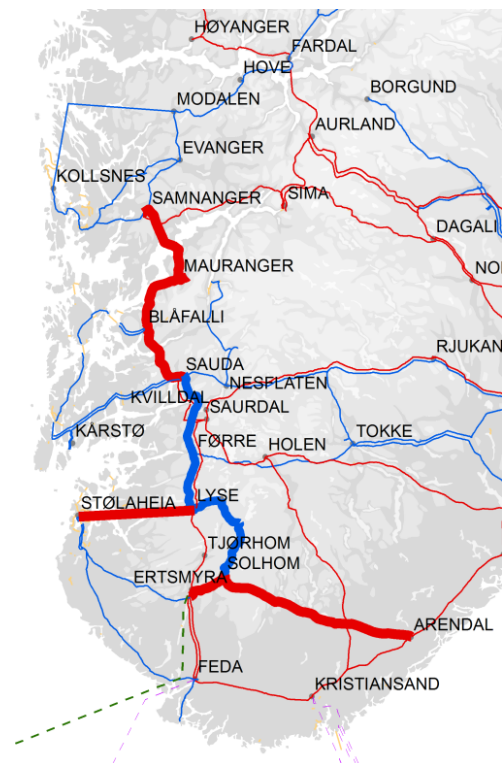 HØYANGER
FARDAL
HOVE
BORGUND
MODALEN
AURLAND
EVANGER
KOLLSNES
SAMNANGER
SIMA
DAGALI
MAURANGER
BLÅFALLI
RJUKAN
SAUDA
NESFLATEN
KVILLDAL
SAURDAL
KÅRSTØ
FØRRE
HOLEN
TOKKE
STØLAHEIA
LYSE
TJØRHOM
SOLHOM
ERTSMYRA
ARENDAL
FEDA
KRISTIANSAND